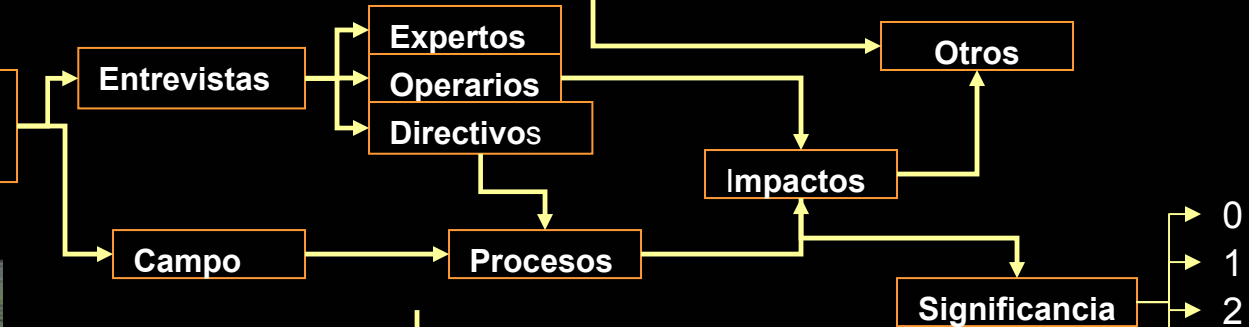 Expertos
Otros
Entrevistas
Operarios
Directivos
Impactos
0
Campo
Procesos
1
Significancia
2